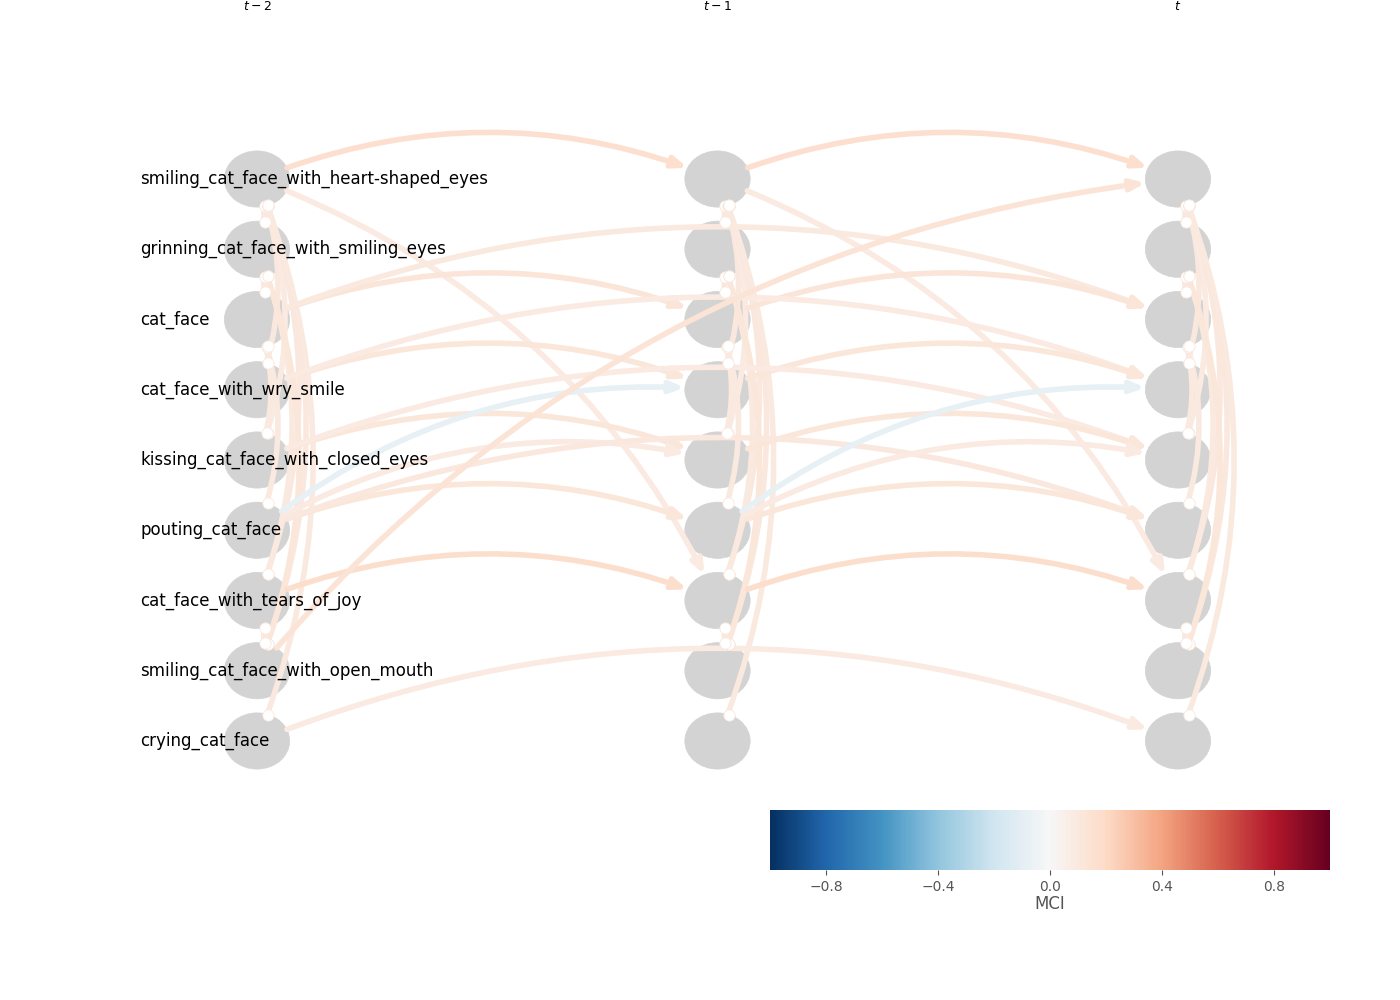 t − 2 t − 1 t
smiling_cat_face_with_heart-shaped_eyes
grinning_cat_face_with_smiling_eyes
cat_face
cat_face_with_wry_smile
kissing_cat_face_with_closed_eyes
pouting_cat_face
cat_face_with_tears_of_joy
smiling_cat_face_with_open_mouth
crying_cat_face
−0.8 −0.4 0.0 0.4 0.8
MCI